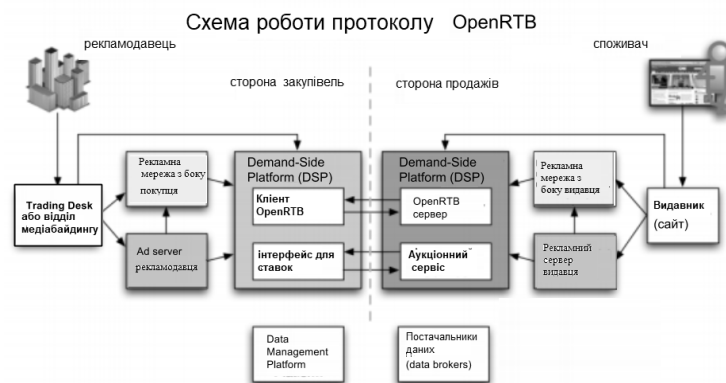 Схема роботи протоколу OpenRTB
рекламодавець
споживач
сторона закупівель
сторона продажів
Trading Desk
або відділ
медіабайдингу
Рекламна
мережа з боку
покупця
Ad server
рекламодавця
Demand-Side
Platform (DSP)
Клієнт
OpenRTB
інтерфейс для
ставок
Demand-Side
Platform (DSP)
OpenRTB
сервер
Аукціонний
сервіс
Рекламна
мережа з
боку видавця
Рекламний
сервер
видавця
Видавник
(сайт)
Data
Management
Platform
Постачальники
даних
(data brokers)